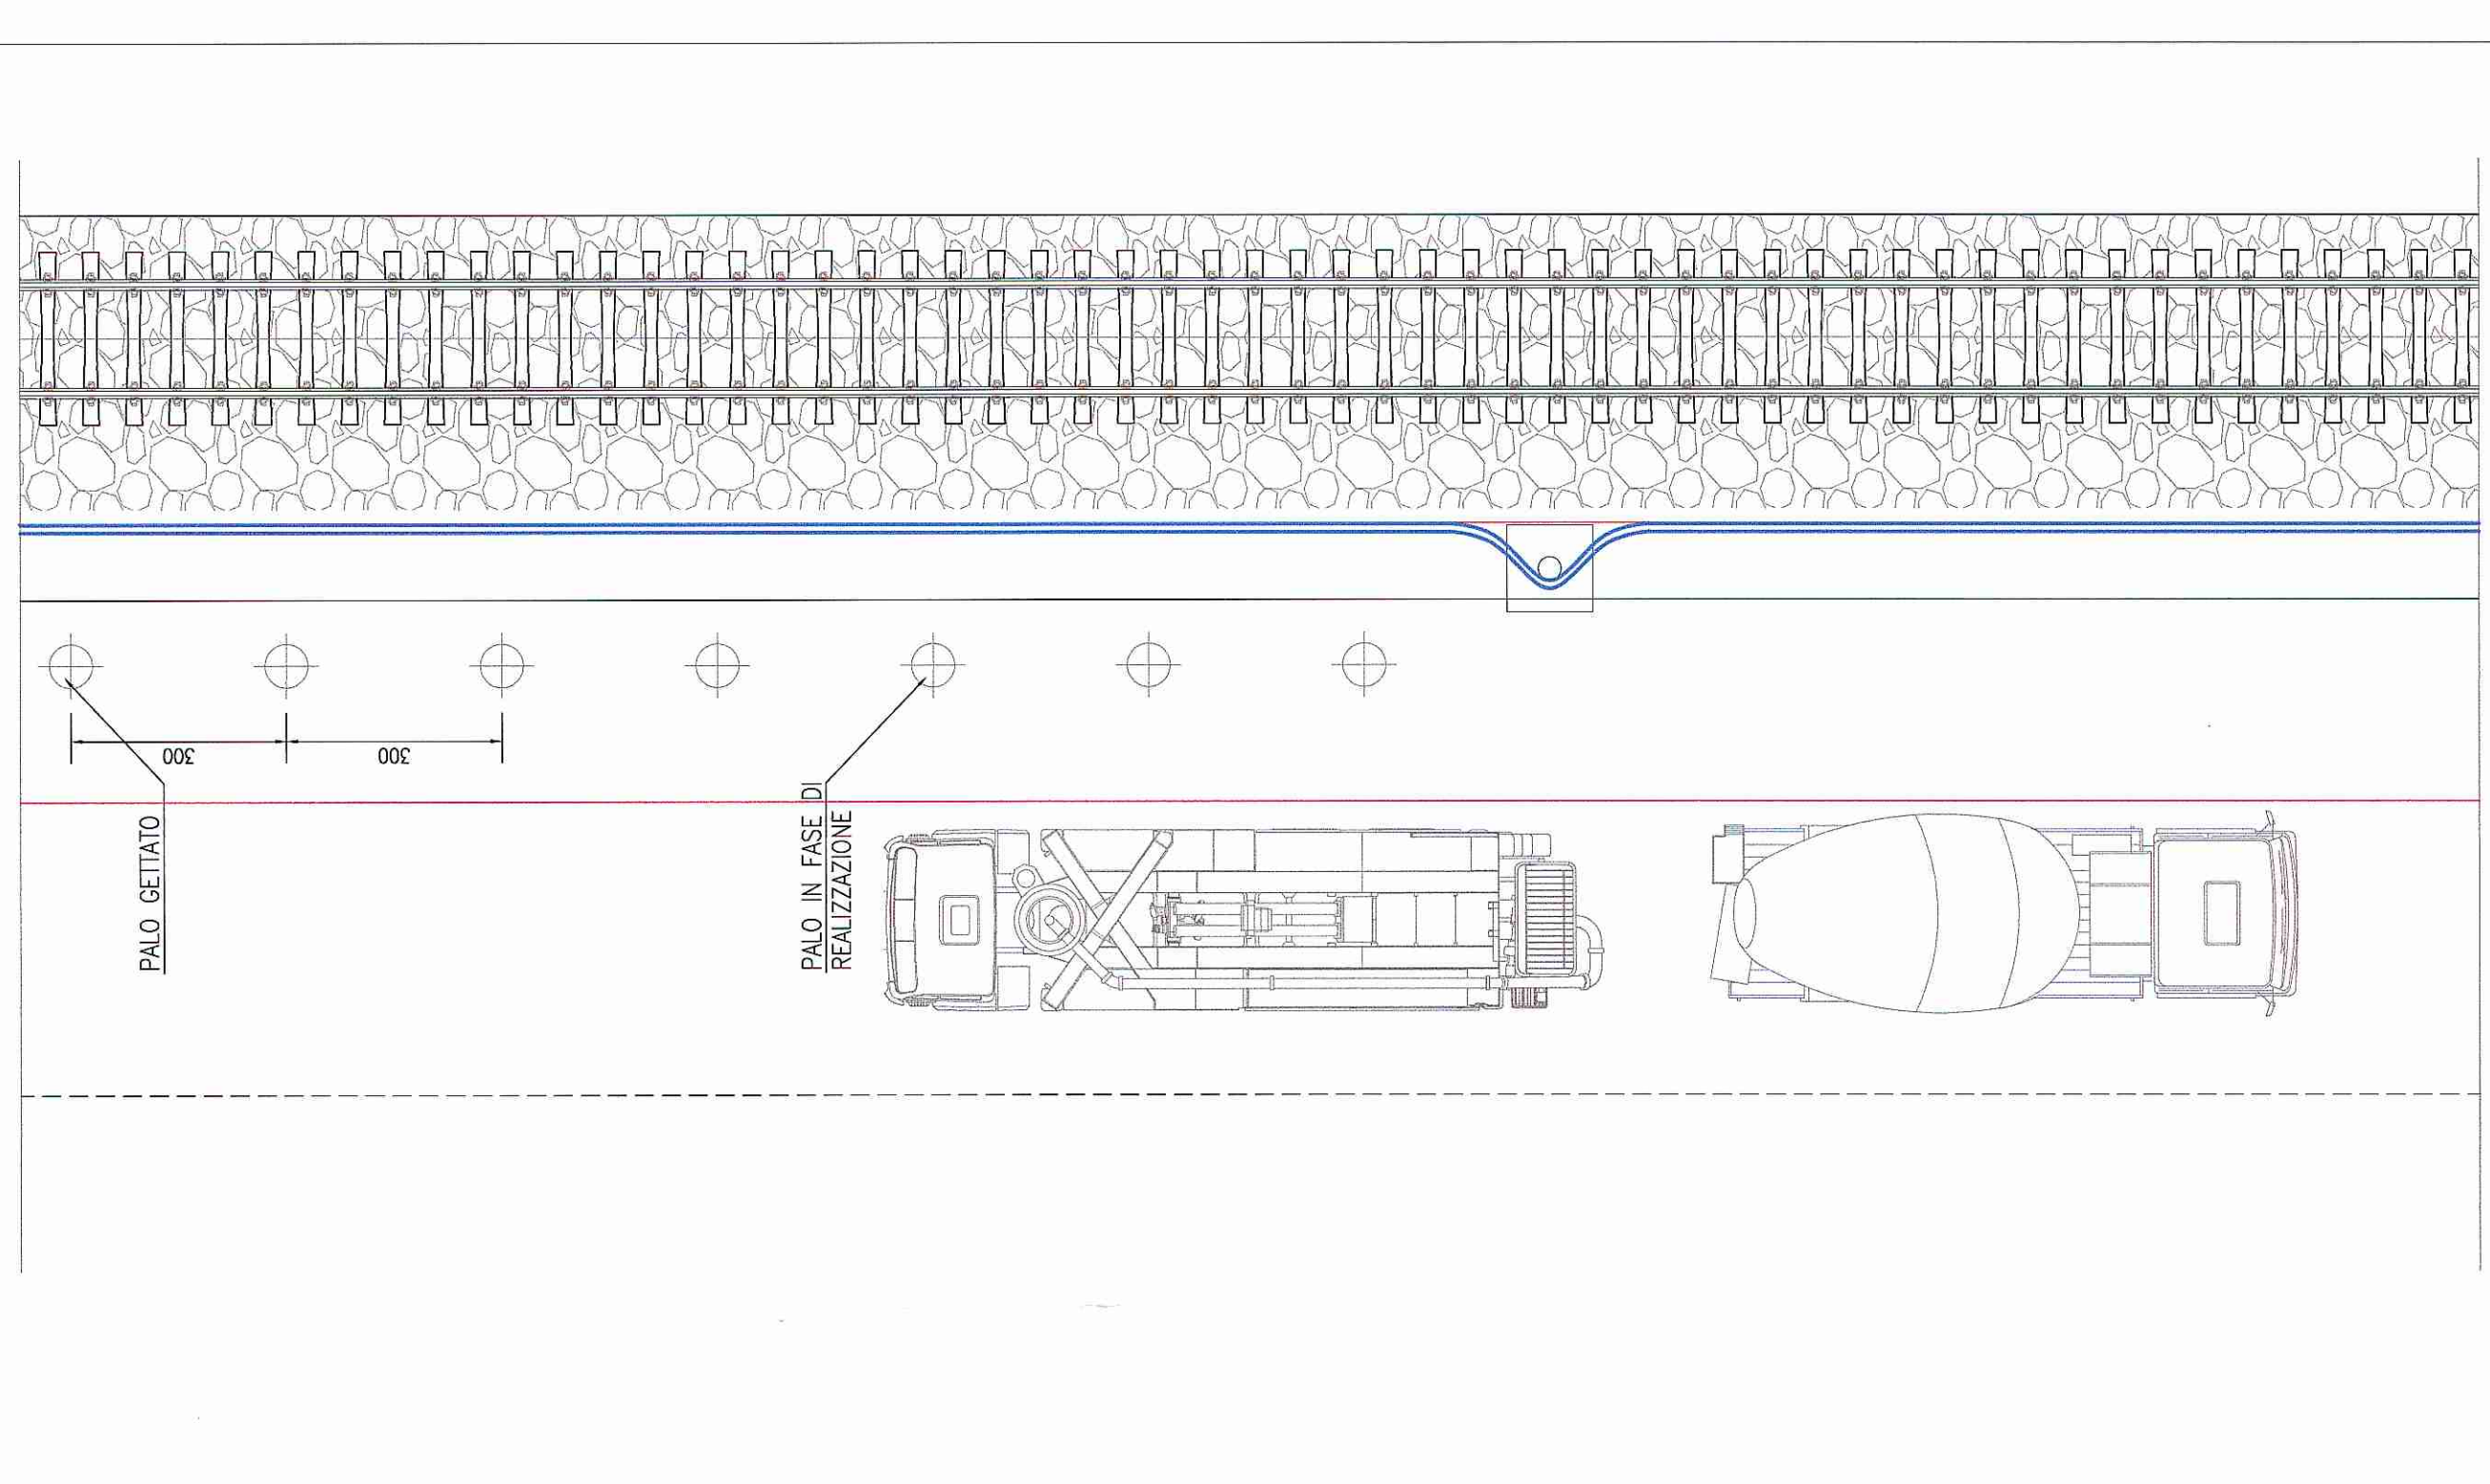 300
300
PALO GETTATO
PALO IN FASE DI
REALIZZAZIONE